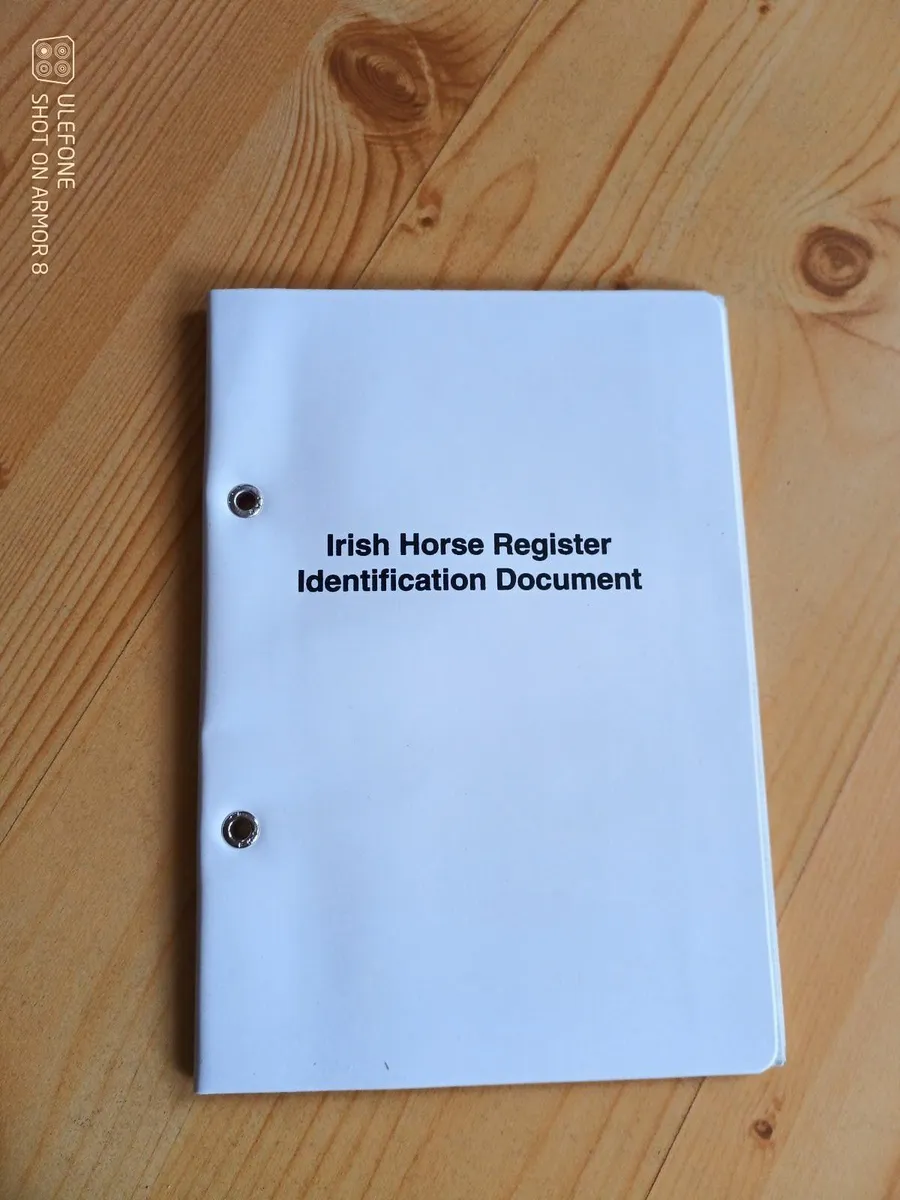 Irish Horse Register
Identification Document
ULEFONE
SHOT ON ARMOR 8